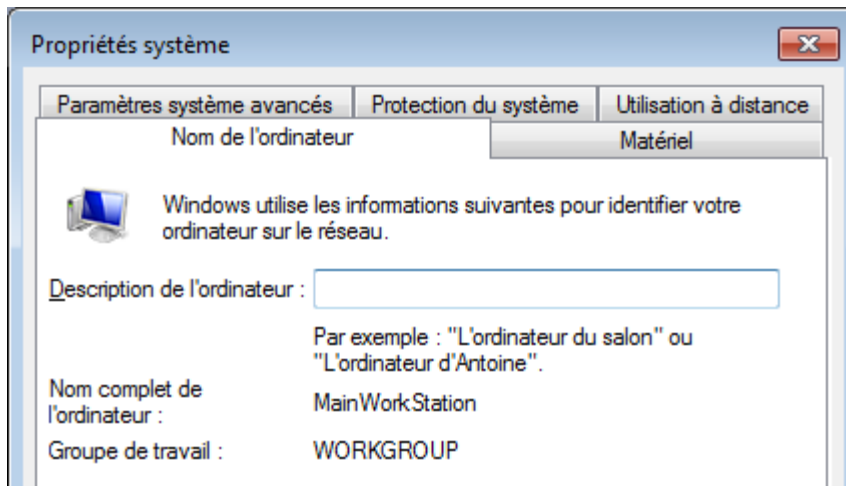 Propriétés système
Paramètres système avancés
Protection du système
Utilisation à distance
Nom de l'ordinateur
Matériel
Windows utilise les informations suivantes pour identifier votre
ordinateur sur le réseau.
Description de l'ordinateur :
Par exemple : "L'ordinateur du salon" ou
"L'ordinateur d'Antoine".
Nom complet de
l'ordinateur :
MainWorkStation
Groupe de travail :
WORKGROUP